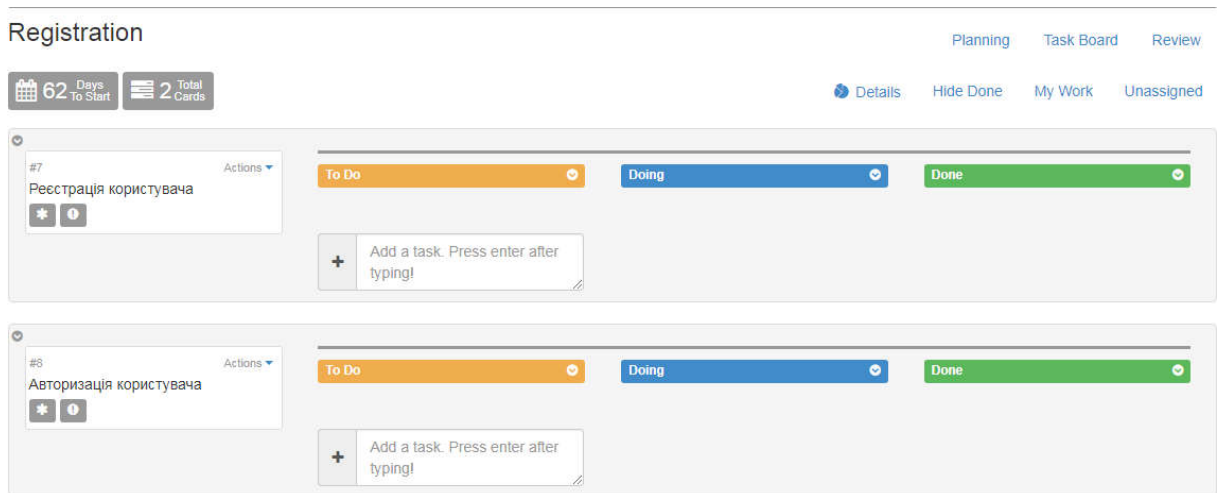 Registration
Planning Task Board Review
62 Days To Start 2 Total Cards
Details Hide Done My Work Unassigned
#7 Actions
Реєстрація користувача
To Do Doing Done
Add a task. Press enter after
typing!
#8 Actions
Авторизація користувача
To Do Doing Done
Add a task. Press enter after
typing!